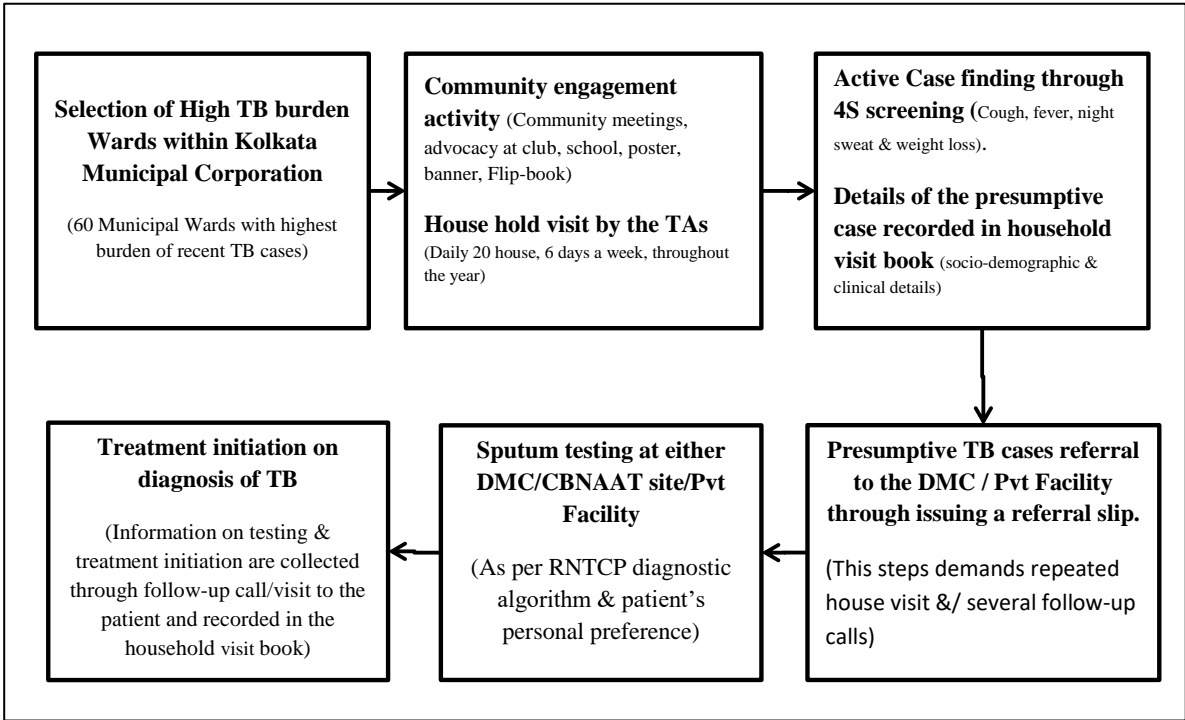 Selection of High TB burden
Wards within Kolkata
Municipal Corporation
(60 Municipal Wards with highest
burden of recent TB cases)
Community engagement
activity (Community meetings,
advocacy at club, school, poster,
banner, Flip-book)
House hold visit by the TAs
(Daily 20 house, 6 days a week, throughout
the year)
Active Case finding through
4S screening (Cough, fever, night
sweat & weight loss).
Details of the presumptive
case recorded in household
visit book (socio-demographic &
clinical details)
Presumptive TB cases referral
to the DMC / Pvt Facility
through issuing a referral slip.
(This steps demands repeated
house visit &/ several follow-up
calls)
Sputum testing at either
DMC/CBNAAT site/Pvt
Facility
(As per RNTCP diagnostic
algorithm & patient's
personal preference)
Treatment initiation on
diagnosis of TB
(Information on testing &
treatment initiation are collected
through follow-up call/visit to the
patient and recorded in the
household visit book)